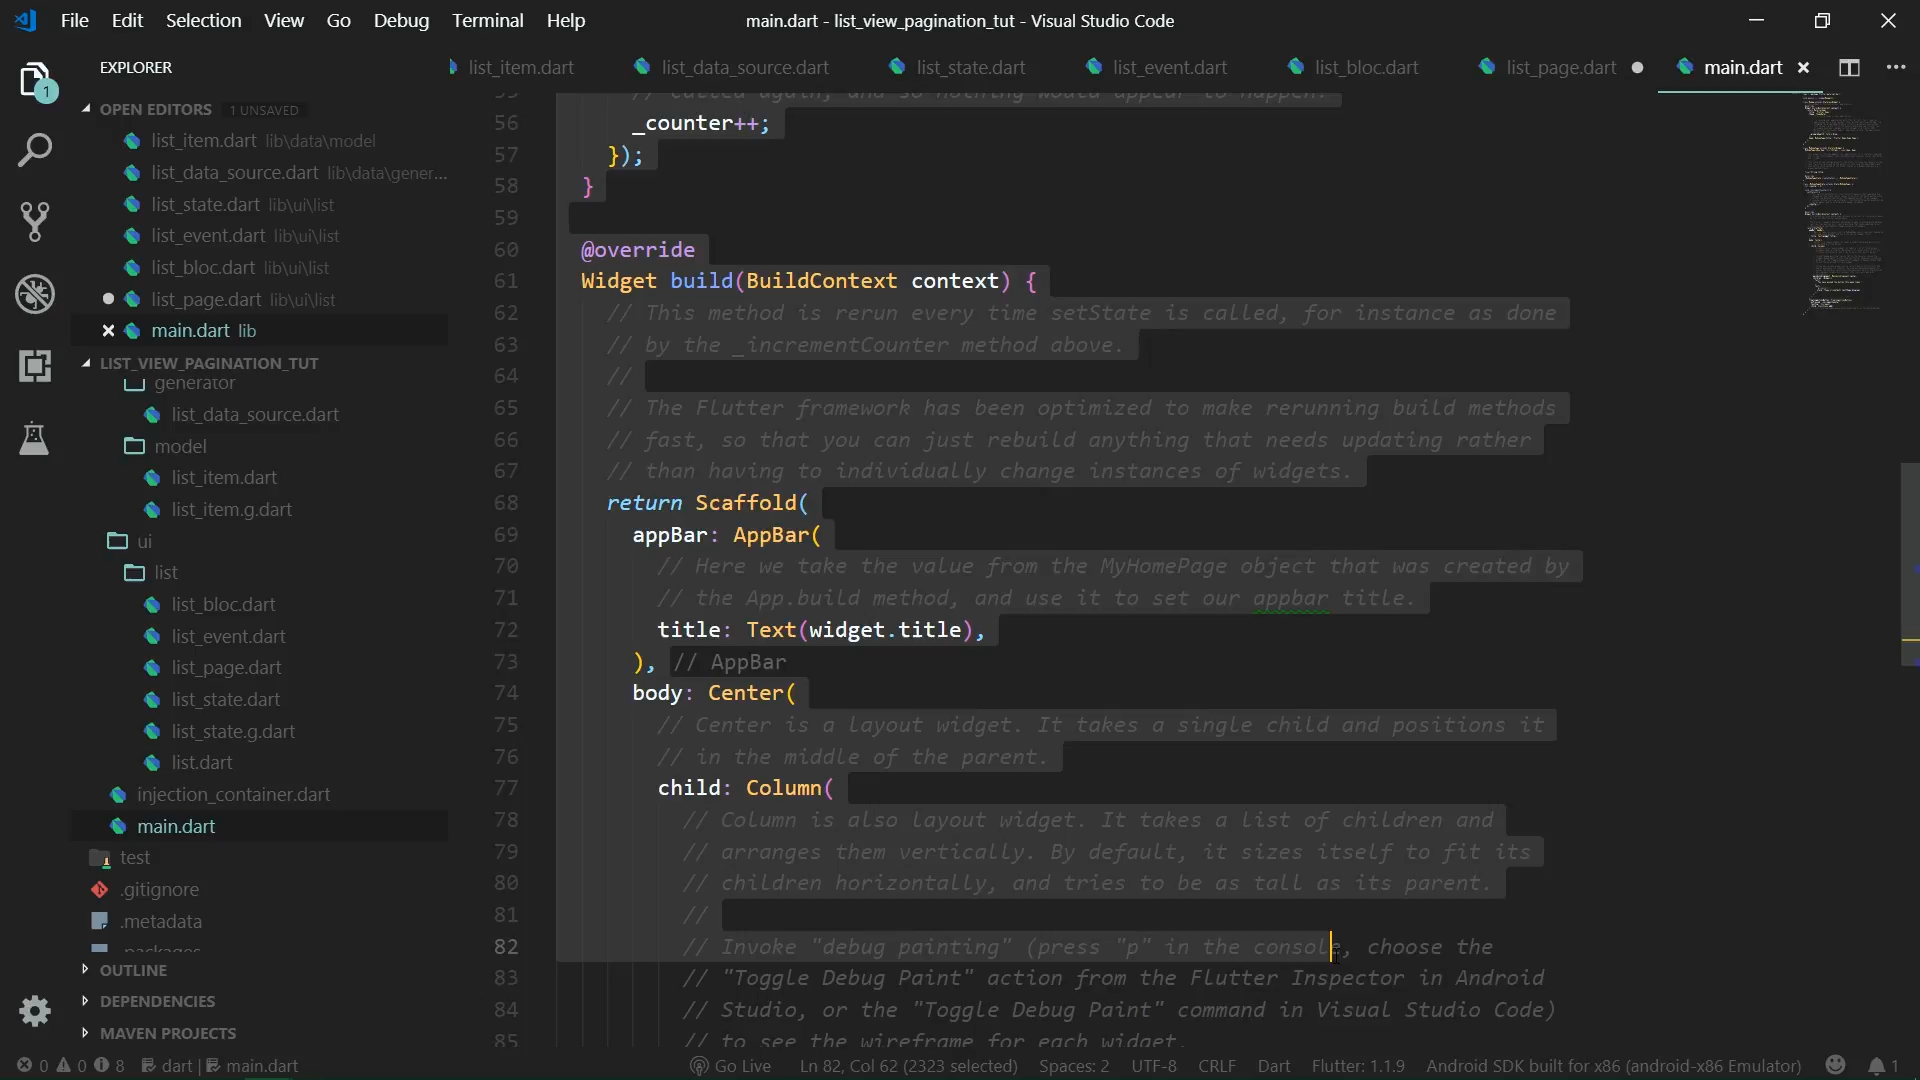 File Edit Selection View Go Debug Terminal Help
main.dart - list_view_pagination_tut - Visual Studio Code
EXPLORER
list_item.dart
list_data_source.dart
list_state.dart
list_event.dart
list_bloc.dart
list_page.dart
main.dart
1
OPEN EDITORS 1 UNSAVED
list_item.dart lib\data\model
list_data_source.dart lib\data\gener...
list_state.dart lib\ui\list
list_event.dart lib\ui\list
list_bloc.dart lib\ui\list
list_page.dart lib\ui\list
main.dart lib
LIST_VIEW_PAGINATION_TUT
generator
list_data_source.dart
model
list_item.dart
list_item.g.dart
ui
list
list_bloc.dart
list_event.dart
list_page.dart
list_state.dart
list_state.g.dart
list.dart
injection_container.dart
main.dart
test
.gitignore
.metadata
.packages
OUTLINE
DEPENDENCIES
MAVEN PROJECTS
55 // called again, and so nothing would appear to happen.
56 _counter++;
57 });
58 }
59
60 @override
61 Widget build(BuildContext context) {
62 // This method is rerun every time setState is called, for instance as done
63 // by the _incrementCounter method above.
64 //
65 // The Flutter framework has been optimized to make rerunning build methods
66 // fast, so that you can just rebuild anything that needs updating rather
67 // than having to individually change instances of widgets.
68 return Scaffold(
69 appBar: AppBar(
70 // Here we take the value from the MyHomePage object that was created by
71 // the App.build method, and use it to set our appbar title.
72 title: Text(widget.title),
73 ), // AppBar
74 body: Center(
75 // Center is a layout widget. It takes a single child and positions it
76 // in the middle of the parent.
77 child: Column(
78 // Column is also layout widget. It takes a list of children and
79 // arranges them vertically. By default, it sizes itself to fit its
80 // children horizontally, and tries to be as tall as its parent.
81 //
82 // Invoke "debug painting" (press "p" in the console, choose the
83 // "Toggle Debug Paint" action from the Flutter Inspector in Android
84 // Studio, or the "Toggle Debug Paint" command in Visual Studio Code)
85 // to see the wireframe for each widget.
0 0 8 dart | main.dart Go Live Ln 82, Col 62 (2323 selected) Spaces: 2 UTF-8 CRLF Dart Flutter: 1.1.9 Android SDK built for x86 (android-x86 Emulator) 1